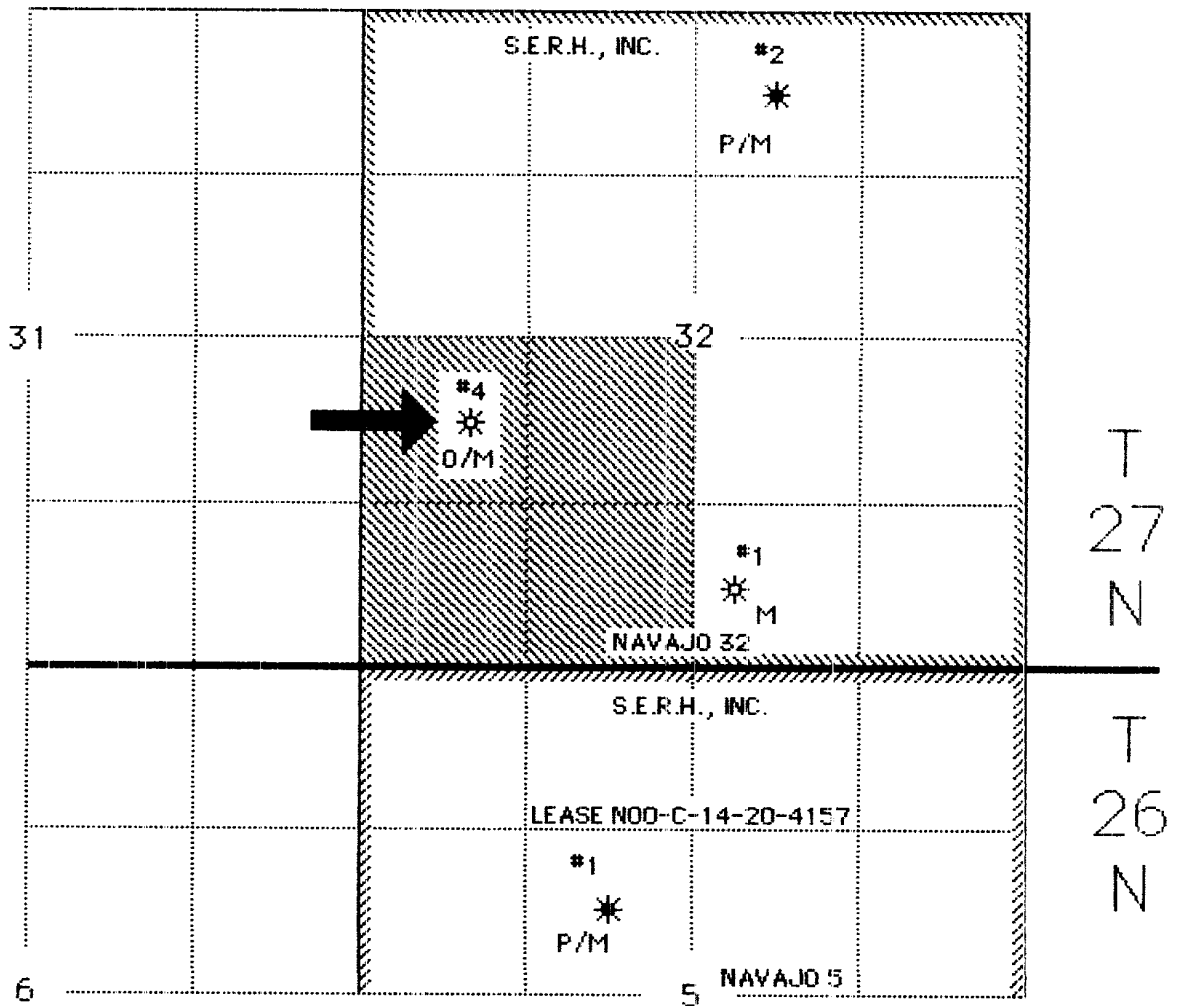 S.E.R.H., INC.
#2
P/M
31
32
#4
O/M
T
27
N
#1
M
NAVAJO 32
S.E.R.H., INC.
T
26
N
LEASE NOO-C-14-20-4157
#1
P/M
6
5
NAVAJO 5